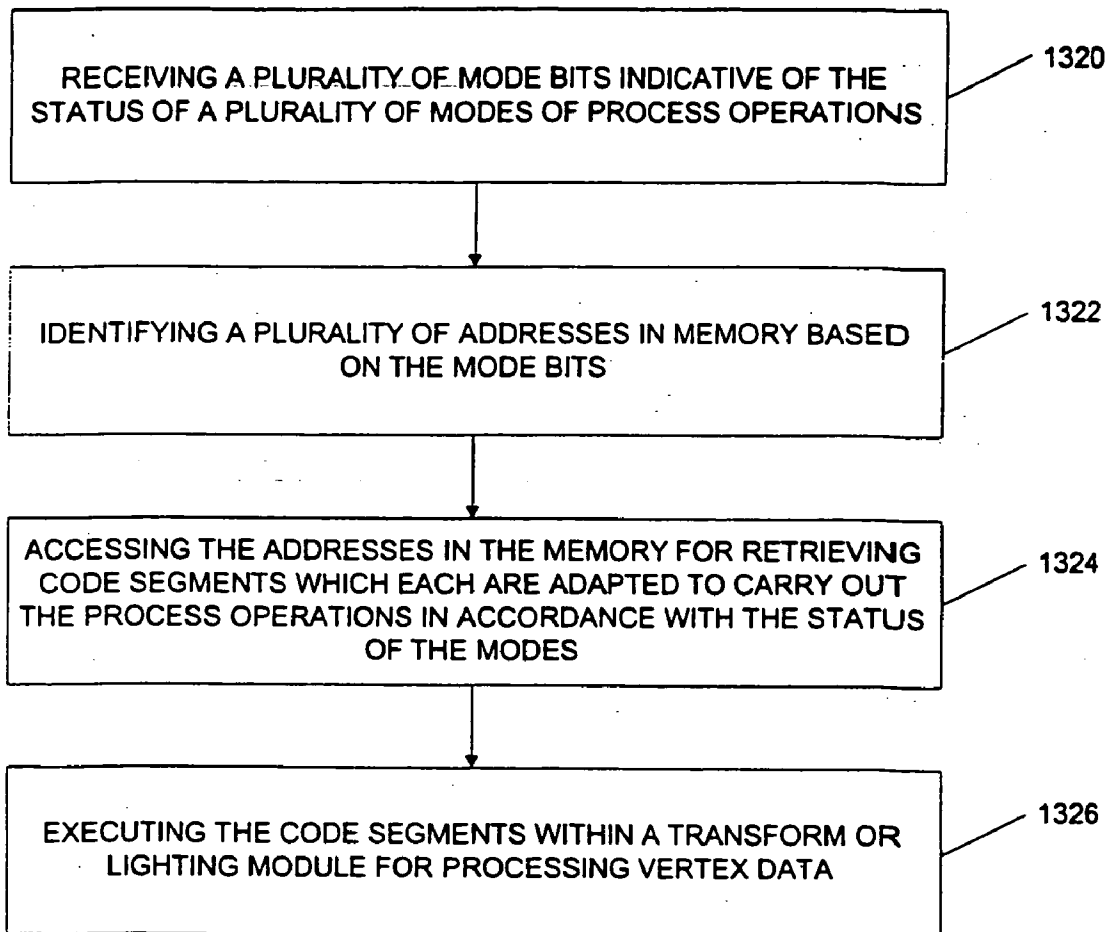 RECEIVING A PLURALITY OF MODE BITS INDICATIVE OF THE
STATUS OF A PLURALITY OF MODES OF PROCESS OPERATIONS
1320
IDENTIFYING A PLURALITY OF ADDRESSES IN MEMORY BASED
ON THE MODE BITS
1322
ACCESSING THE ADDRESSES IN THE MEMORY FOR RETRIEVING
CODE SEGMENTS WHICH EACH ARE ADAPTED TO CARRY OUT
THE PROCESS OPERATIONS IN ACCORDANCE WITH THE STATUS
OF THE MODES
1324
EXECUTING THE CODE SEGMENTS WITHIN A TRANSFORM OR
LIGHTING MODULE FOR PROCESSING VERTEX DATA
1326